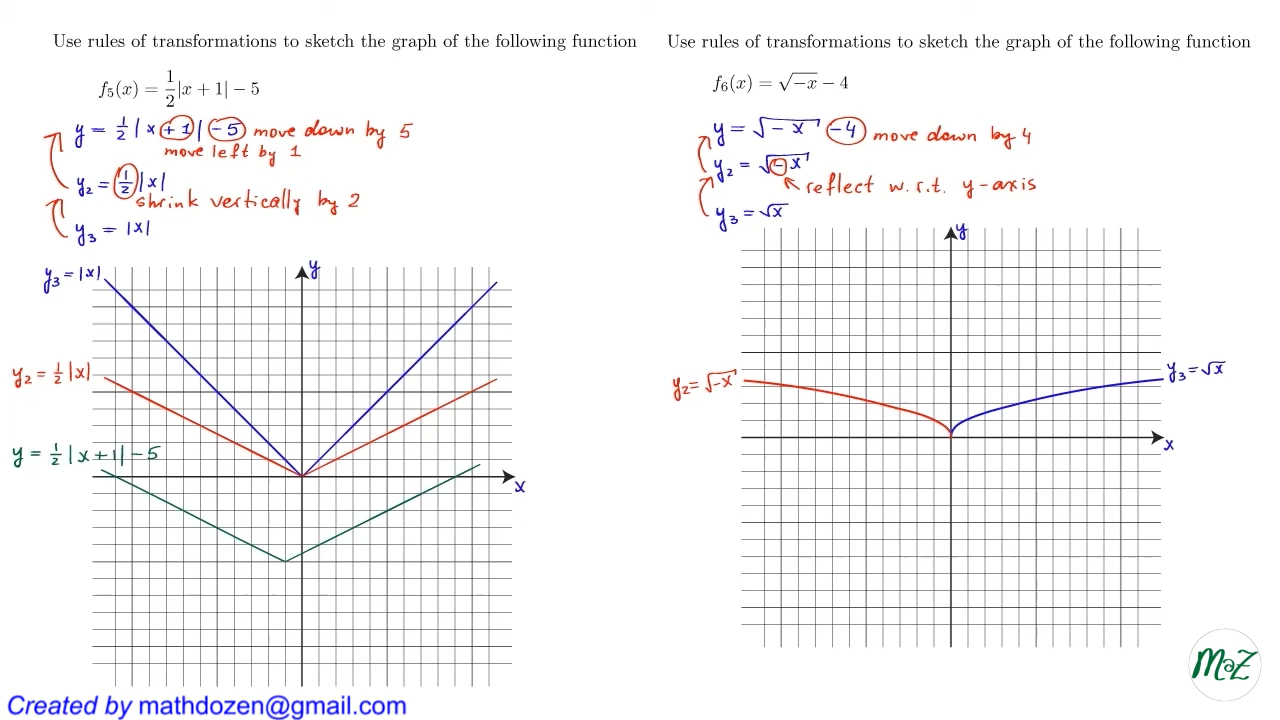 Use rules of transformations to sketch the graph of the following function
f₅(x) = 1/2|x + 1| − 5
y = 1/2 |x +1| -5 move down by 5
move left by 1
y₂ = 1/2 |x|
shrink vertically by 2
y₃ = |x|
y₃ = |x|
y
y₂ = 1/2 |x|
y = 1/2 |x+1| -5
x
Use rules of transformations to sketch the graph of the following function
f₆(x) = √−x − 4
y = √-x -4 move down by 4
y₂ = √-x
reflect w.r.t. y-axis
y₃ = √x
y
y₂ = √-x
y₃ = √x
x
MaZ
Created by mathdozen@gmail.com